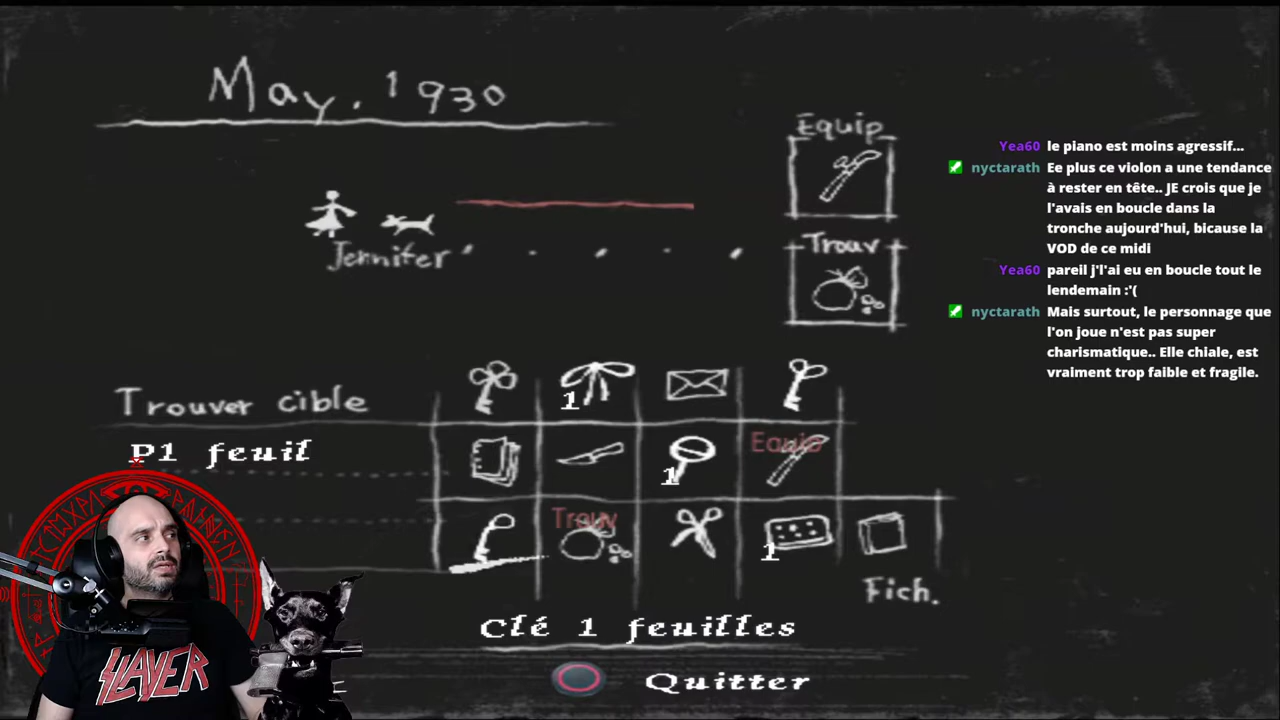 May. 1930
Equip
Jennifer
Trouv
Trouver cible
1
P1 feuil
1
Equip
Trouv
1
Fich.
Clé 1 feuilles
Quitter
Yea60 le piano est moins agressif...
nyctarath Ee plus ce violon a une tendance
à rester en tête.. JE crois que je
l'avais en boucle dans la
tronche aujourd'hui, bicause la
VOD de ce midi
Yea60 pareil j'l'ai eu en boucle tout le
lendemain :'(
nyctarath Mais surtout, le personnage que
l'on joue n'est pas super
charismatique.. Elle chiale, est
vraiment trop faible et fragile.
SLAYER